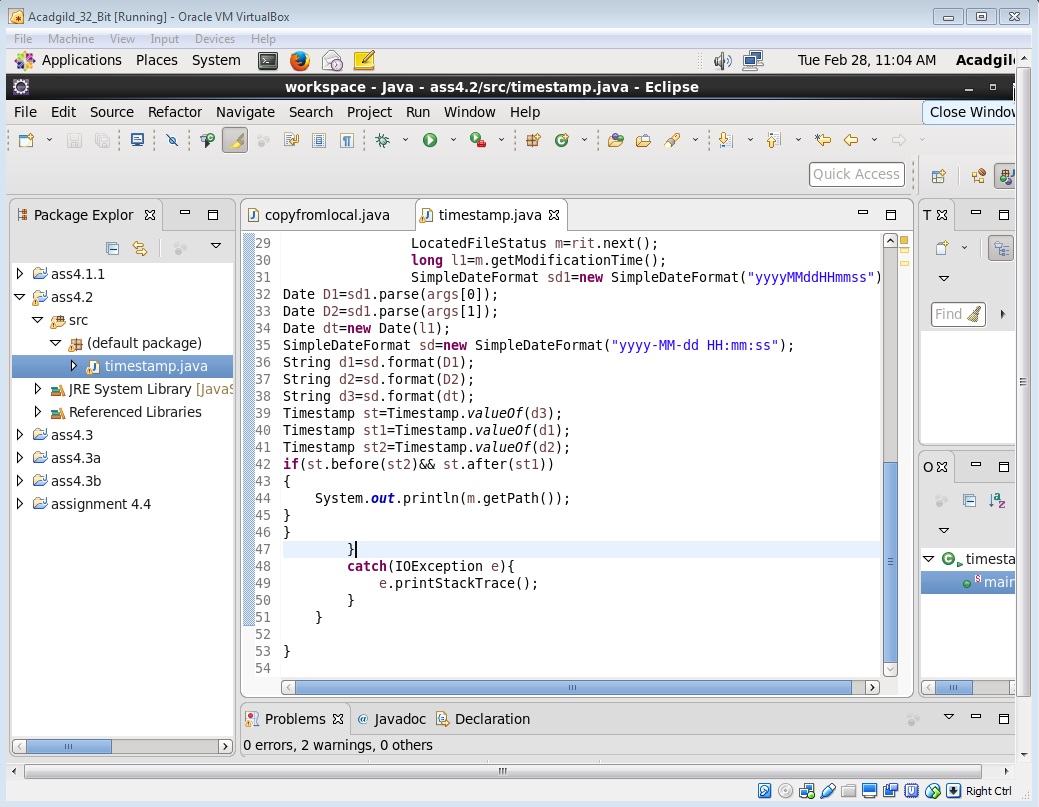 Acadgild_32_Bit [Running] - Oracle VM VirtualBox
File Machine View Input Devices Help
Applications Places System
Tue Feb 28, 11:04 AM Acadgil
workspace - Java - ass4.2/src/timestamp.java - Eclipse
File Edit Source Refactor Navigate Search Project Run Window Help
Close Window
Quick Access
Package Explor
copyfromlocal.java
timestamp.java
T
ass4.1.1
ass4.2
src
(default package)
timestamp.java
JRE System Library [JavaS
Referenced Libraries
ass4.3
ass4.3a
ass4.3b
assignment 4.4
29 LocatedFileStatus m=rit.next();
30 long l1=m.getModificationTime();
31 SimpleDateFormat sd1=new SimpleDateFormat("yyyyMMddHHmmss")
32 Date D1=sd1.parse(args[0]);
33 Date D2=sd1.parse(args[1]);
34 Date dt=new Date(l1);
35 SimpleDateFormat sd=new SimpleDateFormat("yyyy-MM-dd HH:mm:ss");
36 String d1=sd.format(D1);
37 String d2=sd.format(D2);
38 String d3=sd.format(dt);
39 Timestamp st=Timestamp.valueOf(d3);
40 Timestamp st1=Timestamp.valueOf(d1);
41 Timestamp st2=Timestamp.valueOf(d2);
42 if(st.before(st2)&& st.after(st1))
43 {
44 System.out.println(m.getPath());
45 }
46 }
47 }
48 catch(IOException e){
49 e.printStackTrace();
50 }
51 }
52
53 }
54
Find
O
timesta
main
Problems
@ Javadoc
Declaration
0 errors, 2 warnings, 0 others
Right Ctrl